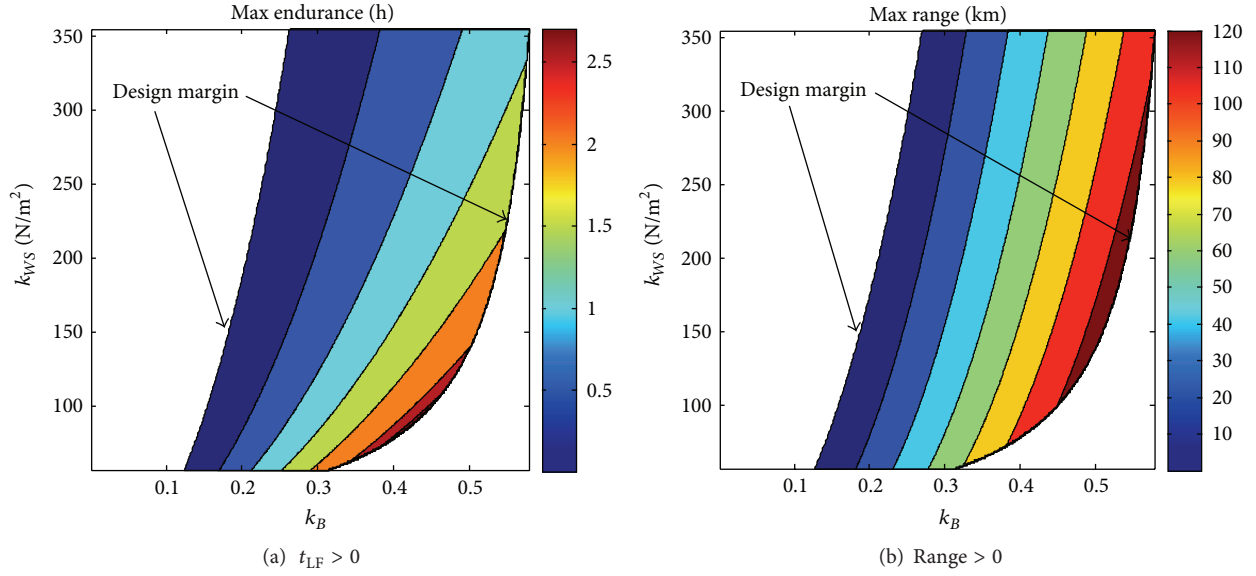 Max endurance (h)
350
300
250
200
150
100
k_WS (N/m²)
Design margin
0.1 0.2 0.3 0.4 0.5
k_B
2.5
2
1.5
1
0.5
(a) t_LF > 0
Max range (km)
350
300
250
200
150
100
k_WS (N/m²)
Design margin
0.1 0.2 0.3 0.4 0.5
k_B
120
110
100
90
80
70
60
50
40
30
20
10
(b) Range > 0